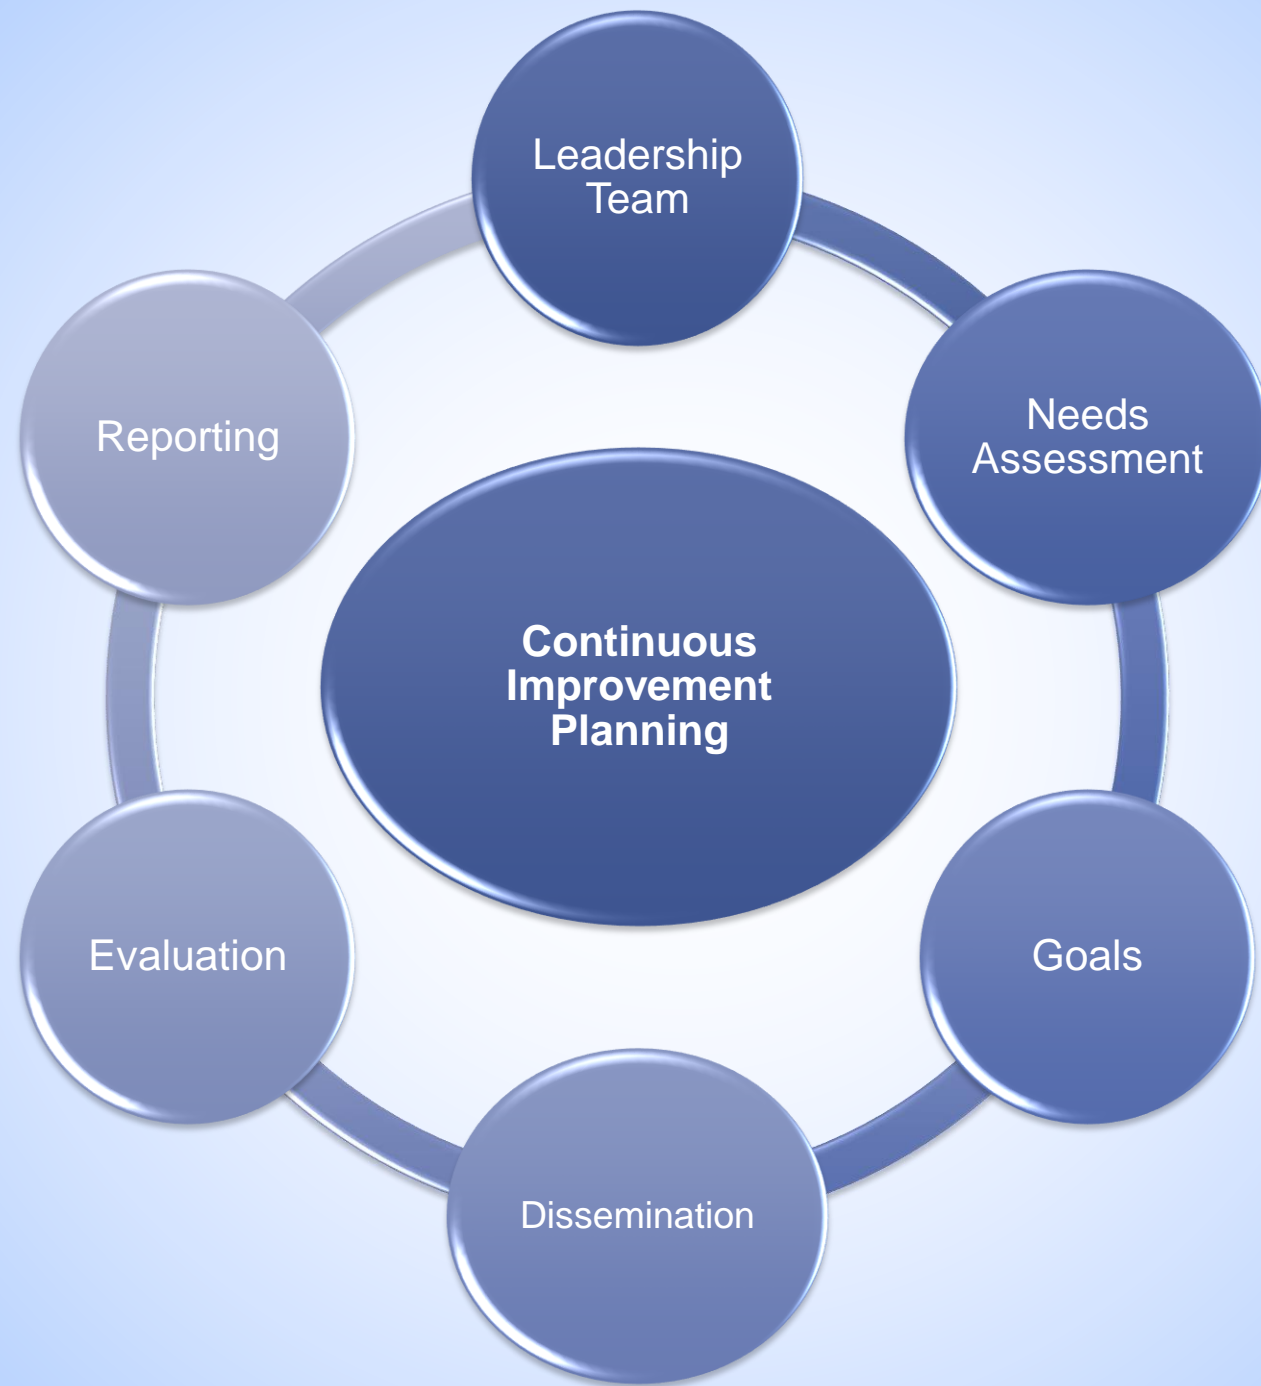 Leadership
Team
Needs
Assessment
Goals
Dissemination
Evaluation
Reporting
Continuous
Improvement
Planning